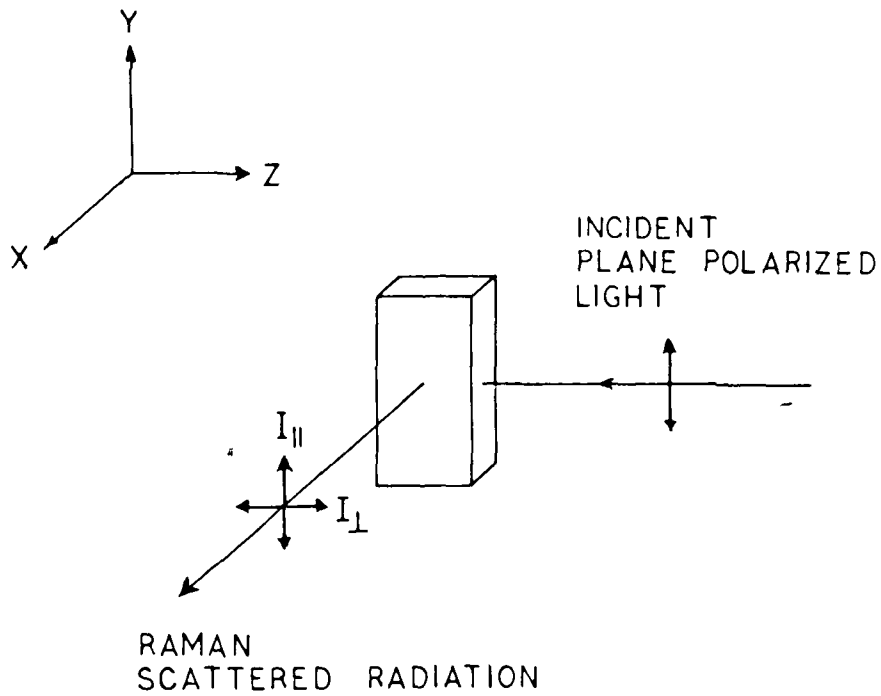 Y
Z
X
INCIDENT
PLANE POLARIZED
LIGHT
I∥
I⊥
RAMAN
SCATTERED RADIATION